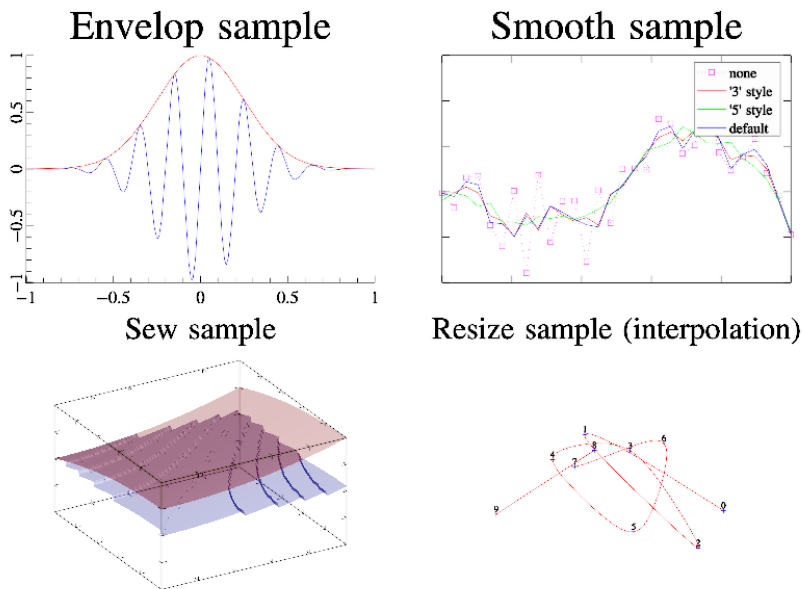 Envelop sample
Smooth sample
1
0.5
0
−0.5
−1
−1
−0.5
0
0.5
1
none
'3' style
'5' style
default
Sew sample
Resize sample (interpolation)
1
8
3
6
4
7
9
0
5
2